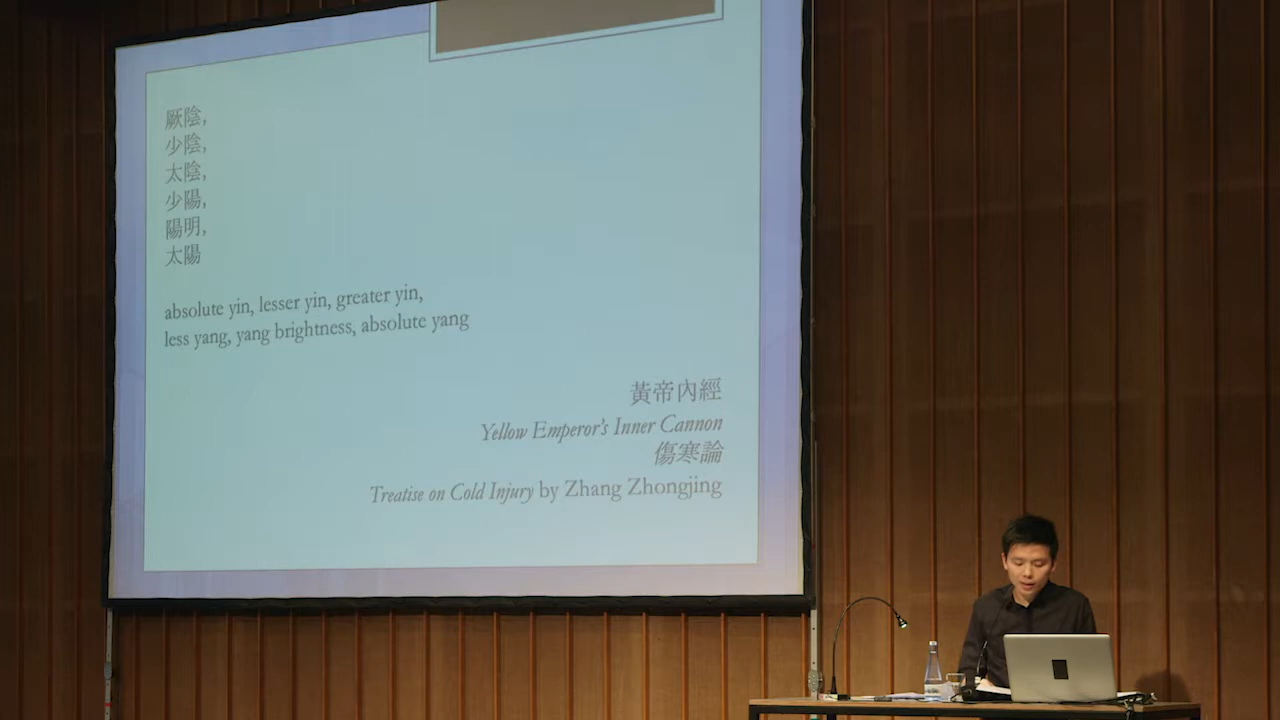 厥陰,
少陰,
太陰,
少陽,
陽明,
太陽
absolute yin, lesser yin, greater yin,
less yang, yang brightness, absolute yang
黃帝內經
Yellow Emperor's Inner Cannon
傷寒論
Treatise on Cold Injury by Zhang Zhongjing